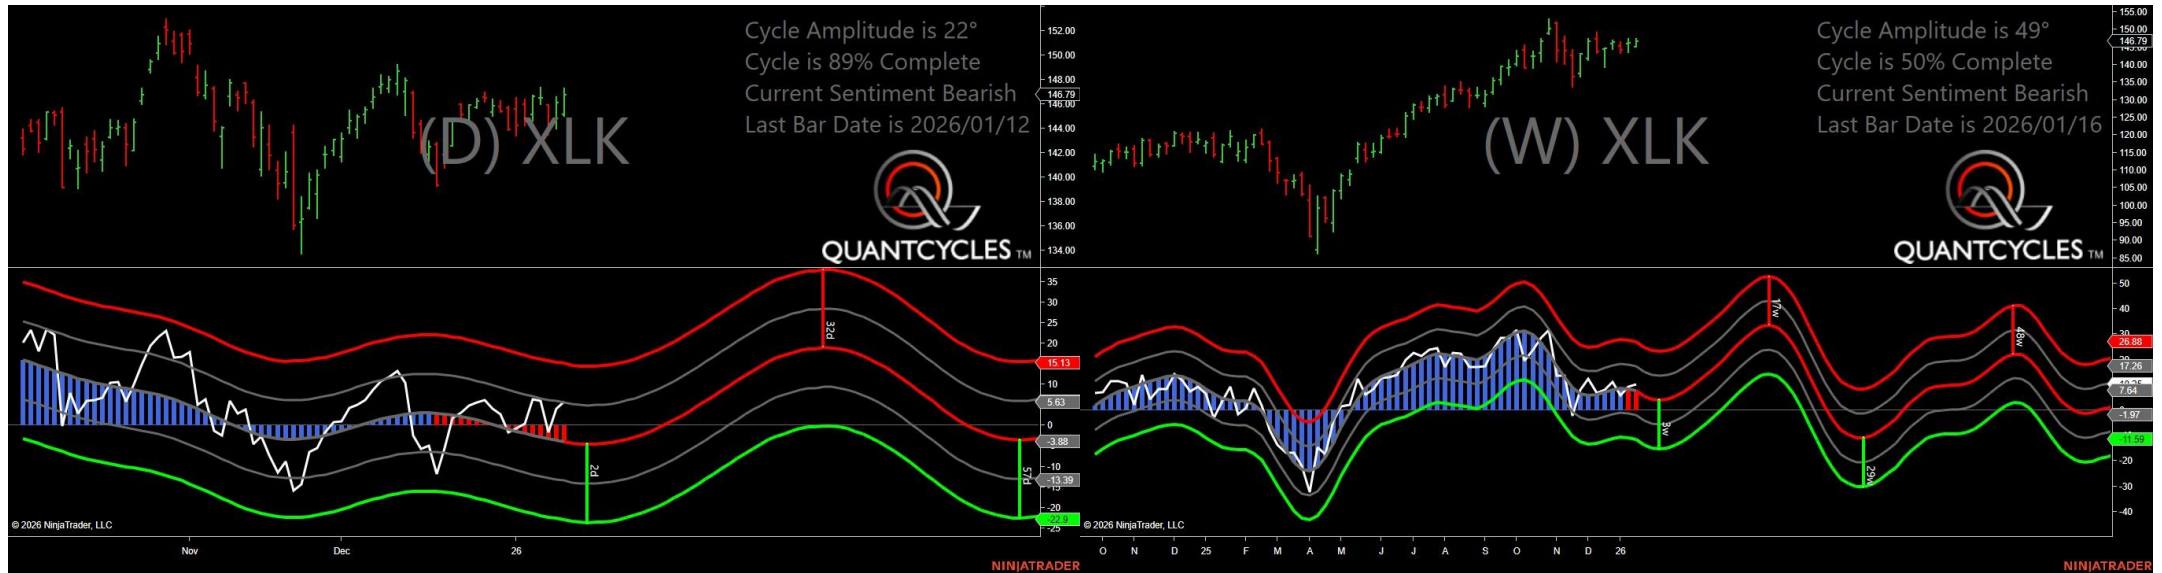 Cycle Amplitude is 22°
Cycle is 89% Complete
Current Sentiment Bearish
Last Bar Date is 2026/01/12
(D) XLK
QUANTCYCLES TM
152.00
150.00
148.00
146.79
146.00
144.00
142.00
140.00
138.00
136.00
134.00
35
30
25
20
15.13
10
5.63
0
-3.88
-10
-13.39
-20
-22.9
-25
32d
2d
57d
© 2026 NinjaTrader, LLC
Nov
Dec
26
NINJATRADER
Cycle Amplitude is 49°
Cycle is 50% Complete
Current Sentiment Bearish
Last Bar Date is 2026/01/16
(W) XLK
QUANTCYCLES TM
155.00
150.00
146.79
140.00
135.00
130.00
125.00
120.00
115.00
110.00
105.00
100.00
95.00
90.00
85.00
50
40
26.88
17.26
7.64
-1.97
-11.59
-20
-30
-40
17w
48w
3w
29w
© 2026 NinjaTrader, LLC
O N D 25 F M A M J J A S O N D 26
NINJATRADER